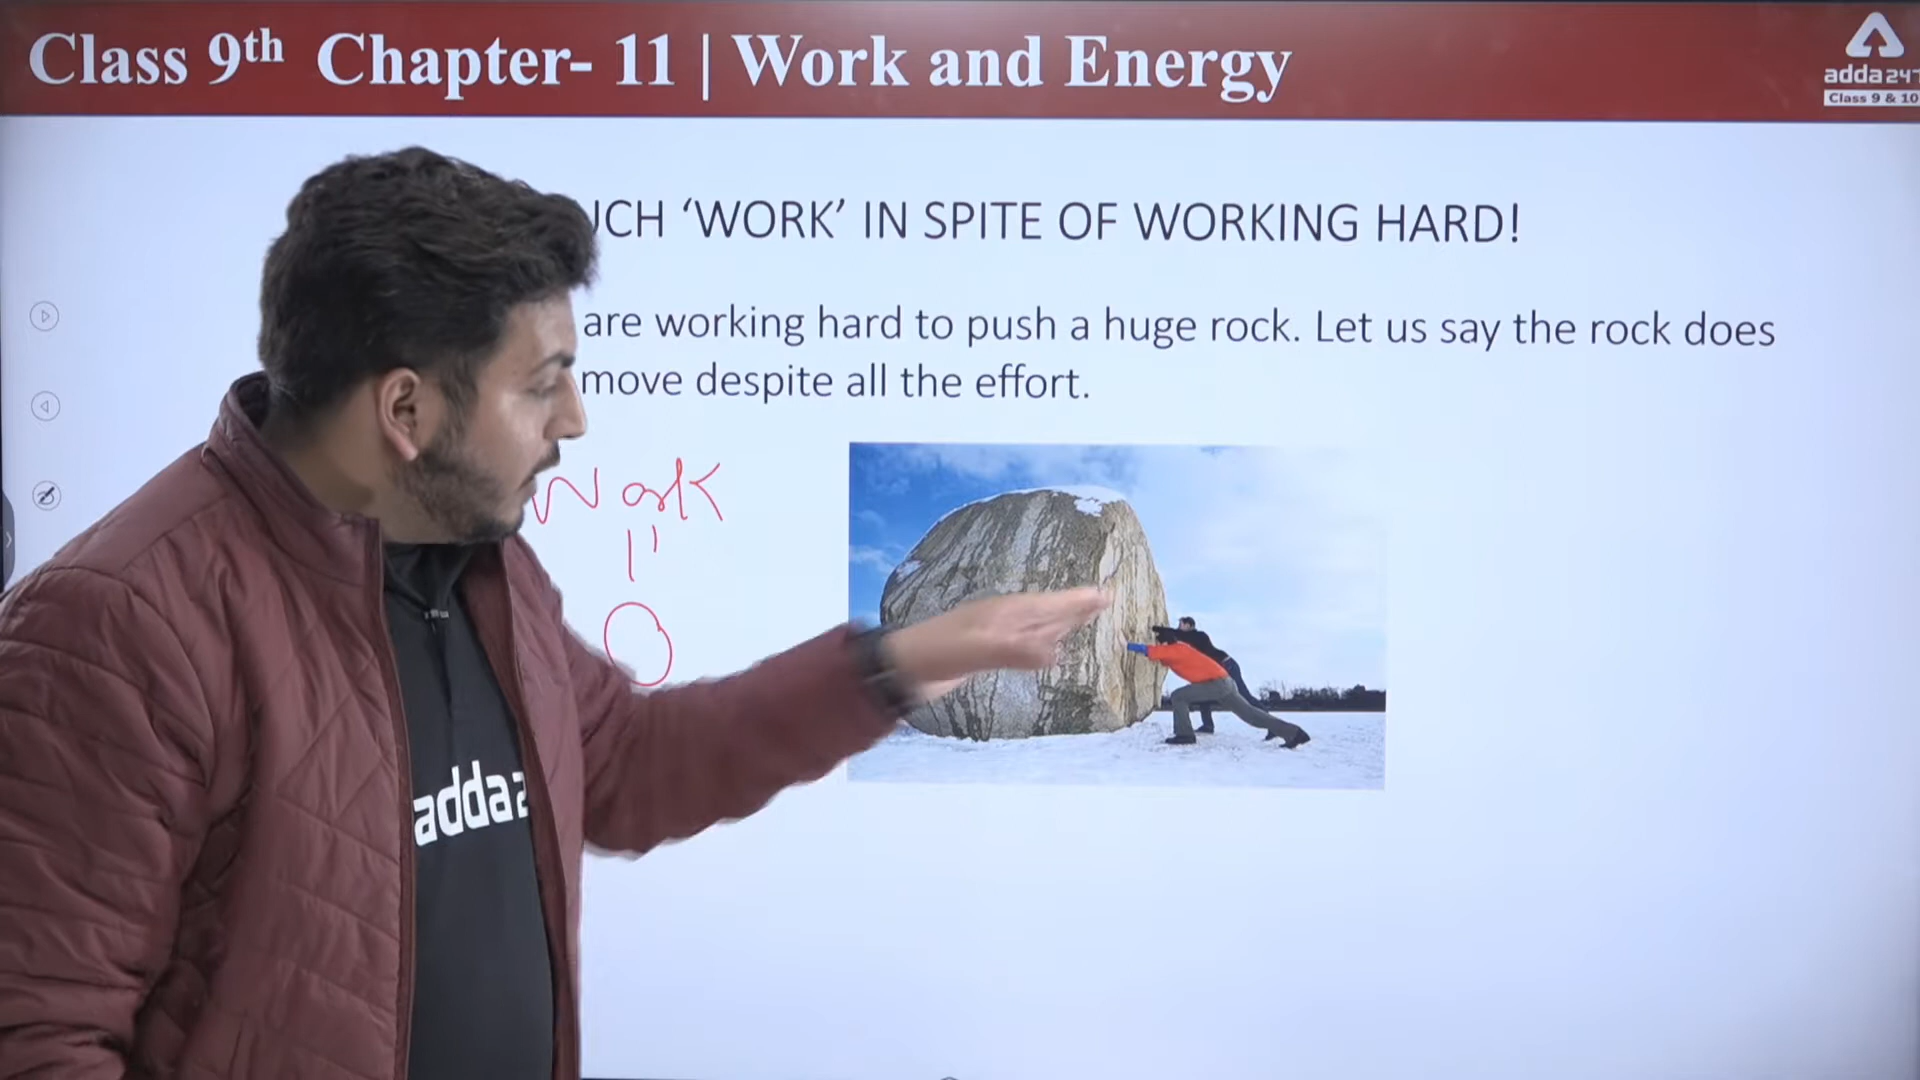 Class 9th Chapter- 11 | Work and Energy
adda247
Class 9 & 10
UCH ‘WORK’ IN SPITE OF WORKING HARD!
are working hard to push a huge rock. Let us say the rock does
move despite all the effort.
Work
"
0
adda2